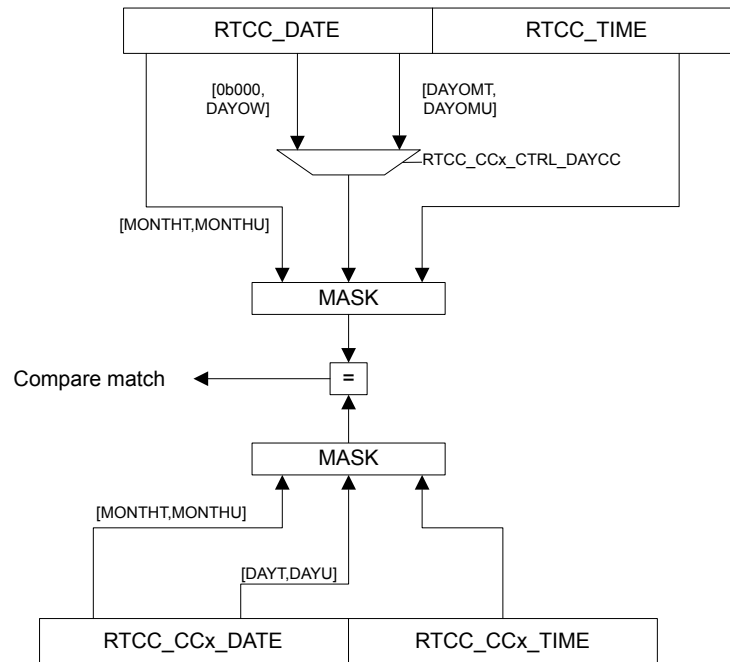 RTCC_DATE
RTCC_TIME
[0b000,
DAYOW]
[DAYOMT,
DAYOMU]
RTCC_CCx_CTRL_DAYCC
[MONTHT,MONTHU]
MASK
Compare match
=
MASK
[MONTHT,MONTHU]
[DAYT,DAYU]
RTCC_CCx_DATE
RTCC_CCx_TIME